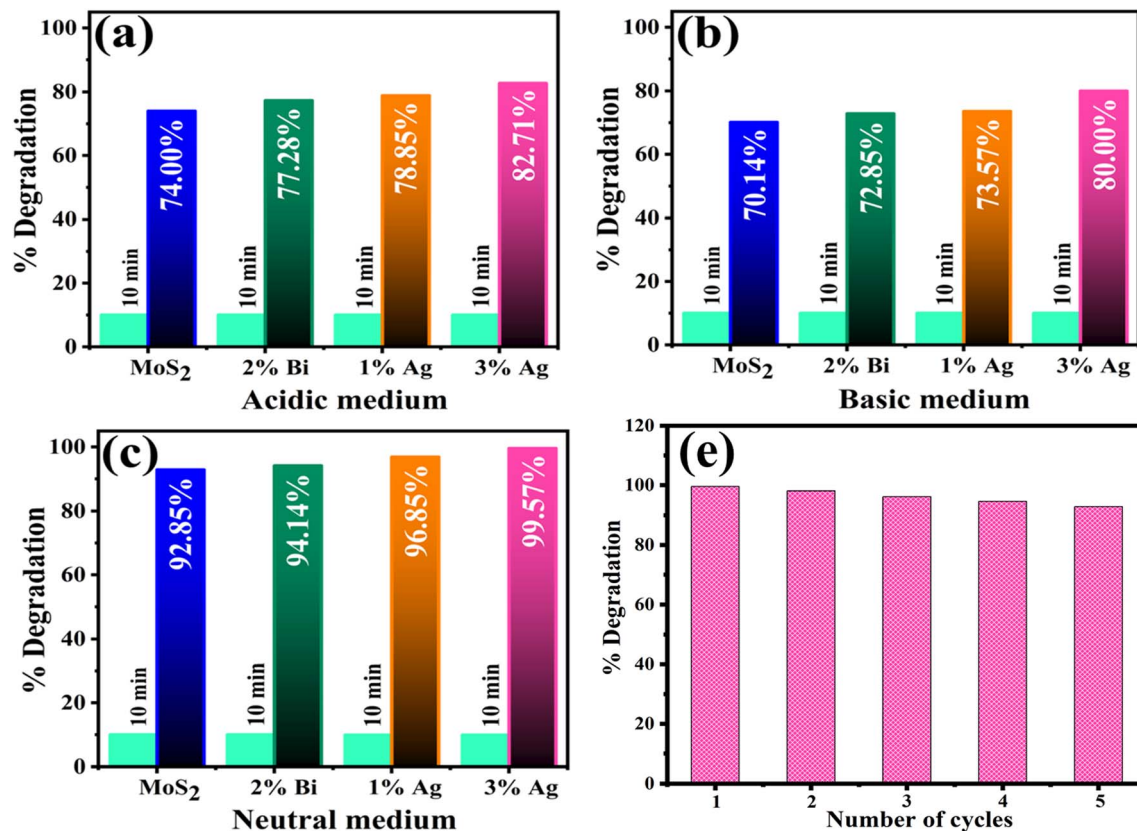 (a)
% Degradation
100
80
60
40
20
0
10 min
74.00%
10 min
77.28%
10 min
78.85%
10 min
82.71%
MoS2 2% Bi 1% Ag 3% Ag
Acidic medium
(b)
% Degradation
100
80
60
40
20
0
10 min
70.14%
10 min
72.85%
10 min
73.57%
10 min
80.00%
MoS2 2% Bi 1% Ag 3% Ag
Basic medium
(c)
% Degradation
100
80
60
40
20
0
10 min
92.85%
10 min
94.14%
10 min
96.85%
10 min
99.57%
MoS2 2% Bi 1% Ag 3% Ag
Neutral medium
(e)
% Degradation
120
100
80
60
40
20
0
1 2 3 4 5
Number of cycles